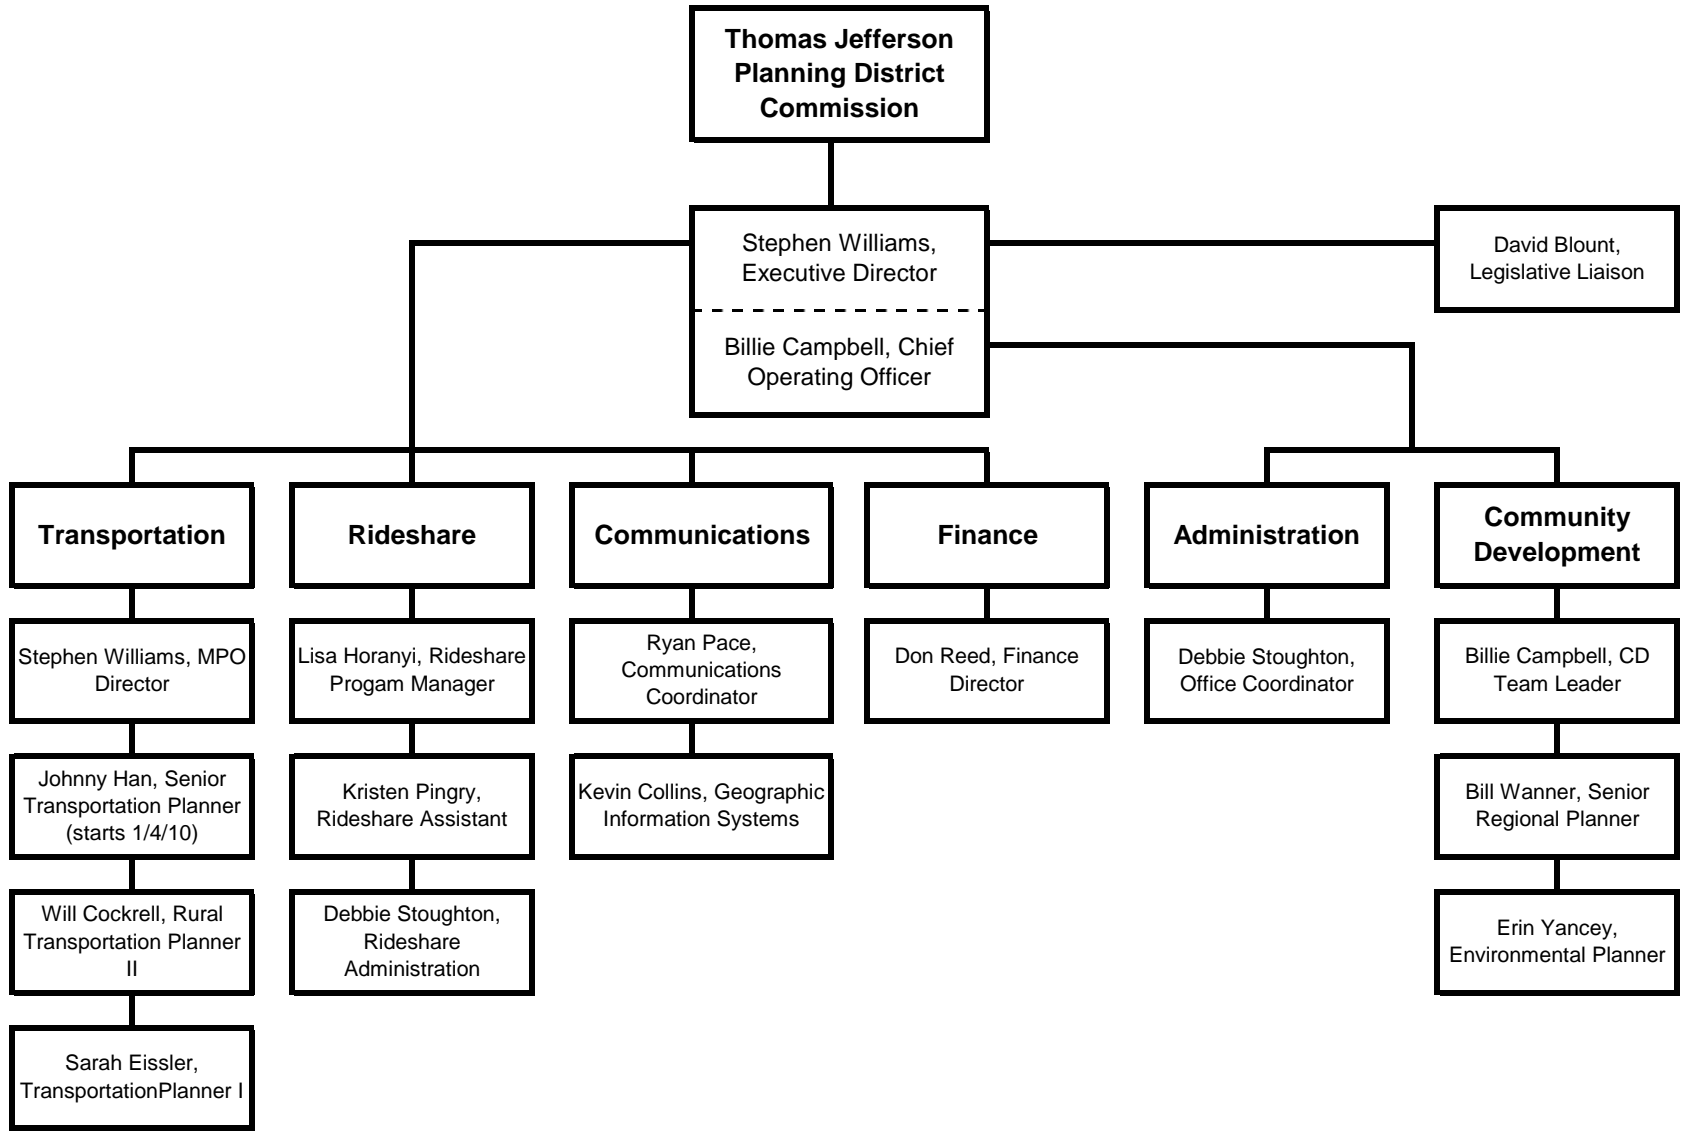 Thomas Jefferson
Planning District
Commission
Stephen Williams,
Executive Director
David Blount,
Legislative Liaison
Billie Campbell, Chief
Operating Officer
Transportation
Rideshare
Communications
Finance
Administration
Community
Development
Stephen Williams, MPO
Director
Lisa Horanyi, Rideshare
Progam Manager
Ryan Pace,
Communications
Coordinator
Don Reed, Finance
Director
Debbie Stoughton,
Office Coordinator
Billie Campbell, CD
Team Leader
Johnny Han, Senior
Transportation Planner
(starts 1/4/10)
Kristen Pingry,
Rideshare Assistant
Kevin Collins, Geographic
Information Systems
Bill Wanner, Senior
Regional Planner
Will Cockrell, Rural
Transportation Planner
II
Debbie Stoughton,
Rideshare
Administration
Erin Yancey,
Environmental Planner
Sarah Eissler,
TransportationPlanner I